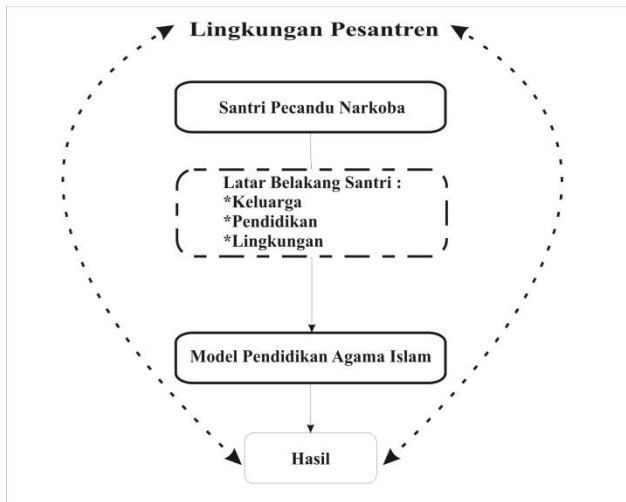 Lingkungan Pesantren
Santri Pecandu Narkoba
Latar Belakang Santri :
*Keluarga
*Pendidikan
*Lingkungan
Model Pendidikan Agama Islam
Hasil